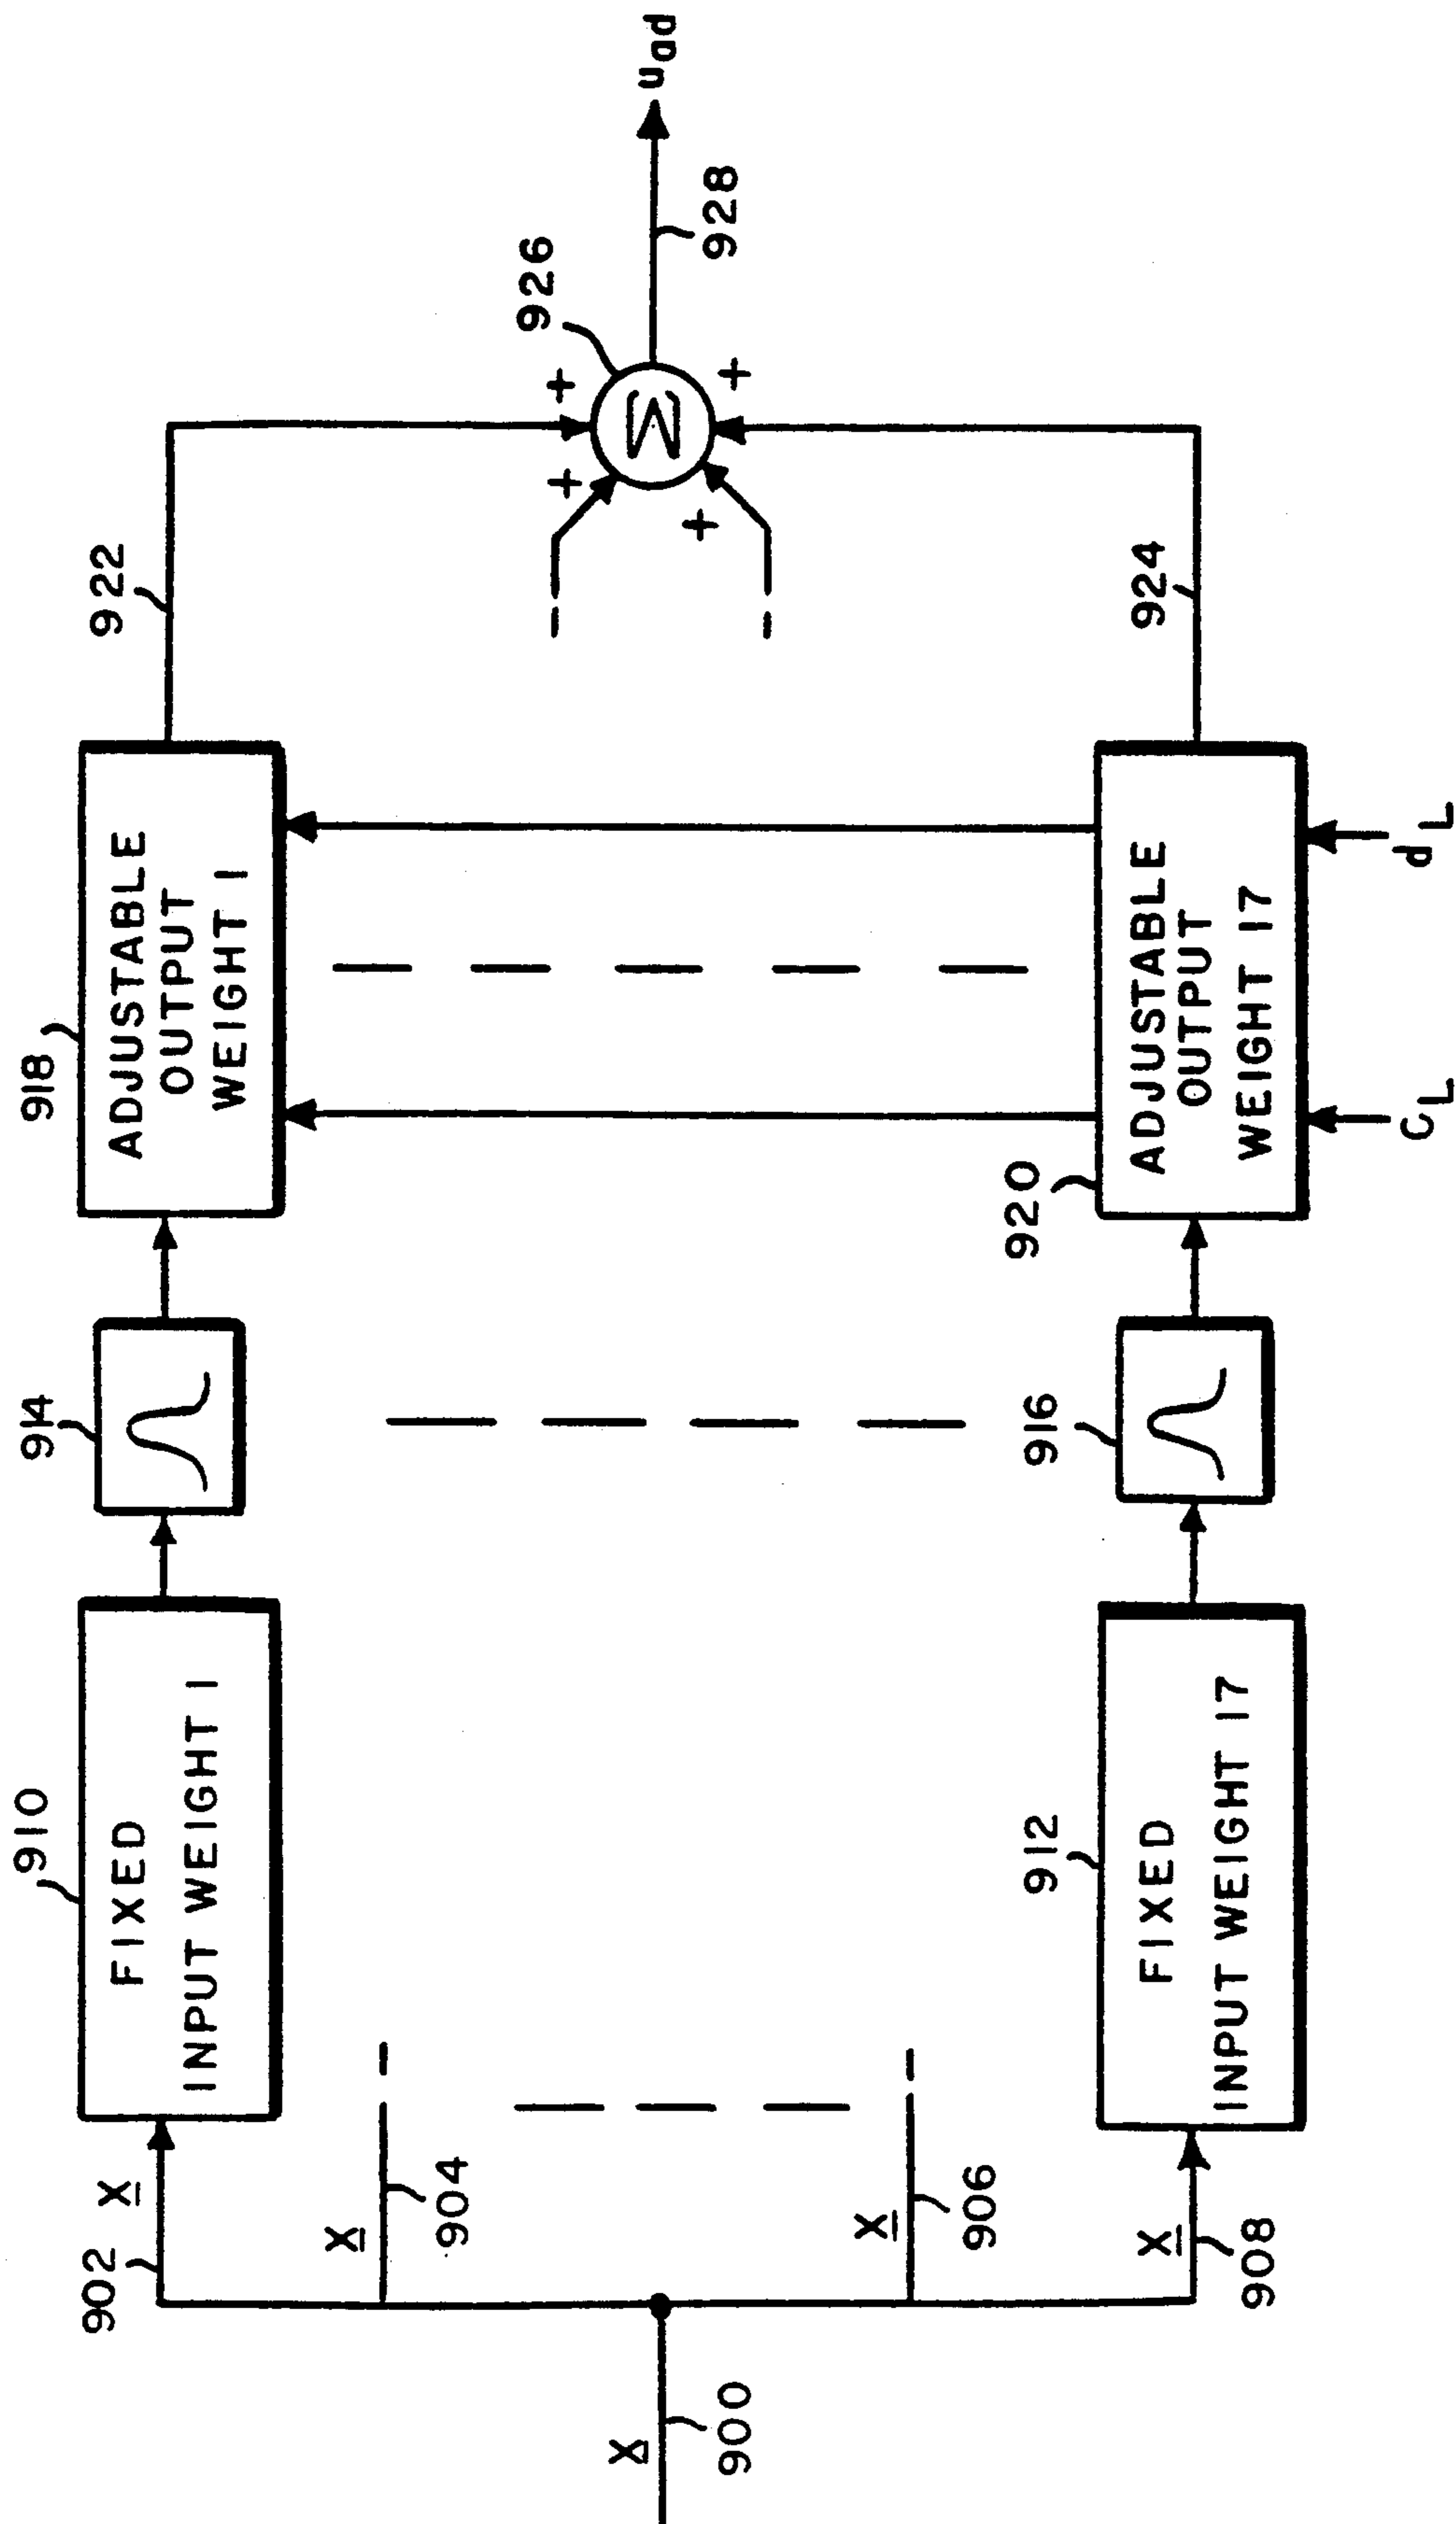 X
900
902
X
X
904
X
906
X
908
910
FIXED
INPUT WEIGHT 1
912
FIXED
INPUT WEIGHT 17
914
916
918
ADJUSTABLE
OUTPUT
WEIGHT 1
920
ADJUSTABLE
OUTPUT
WEIGHT 17
C_L
d_L
922
924
+
+
+
+
Σ
926
928
u_ad